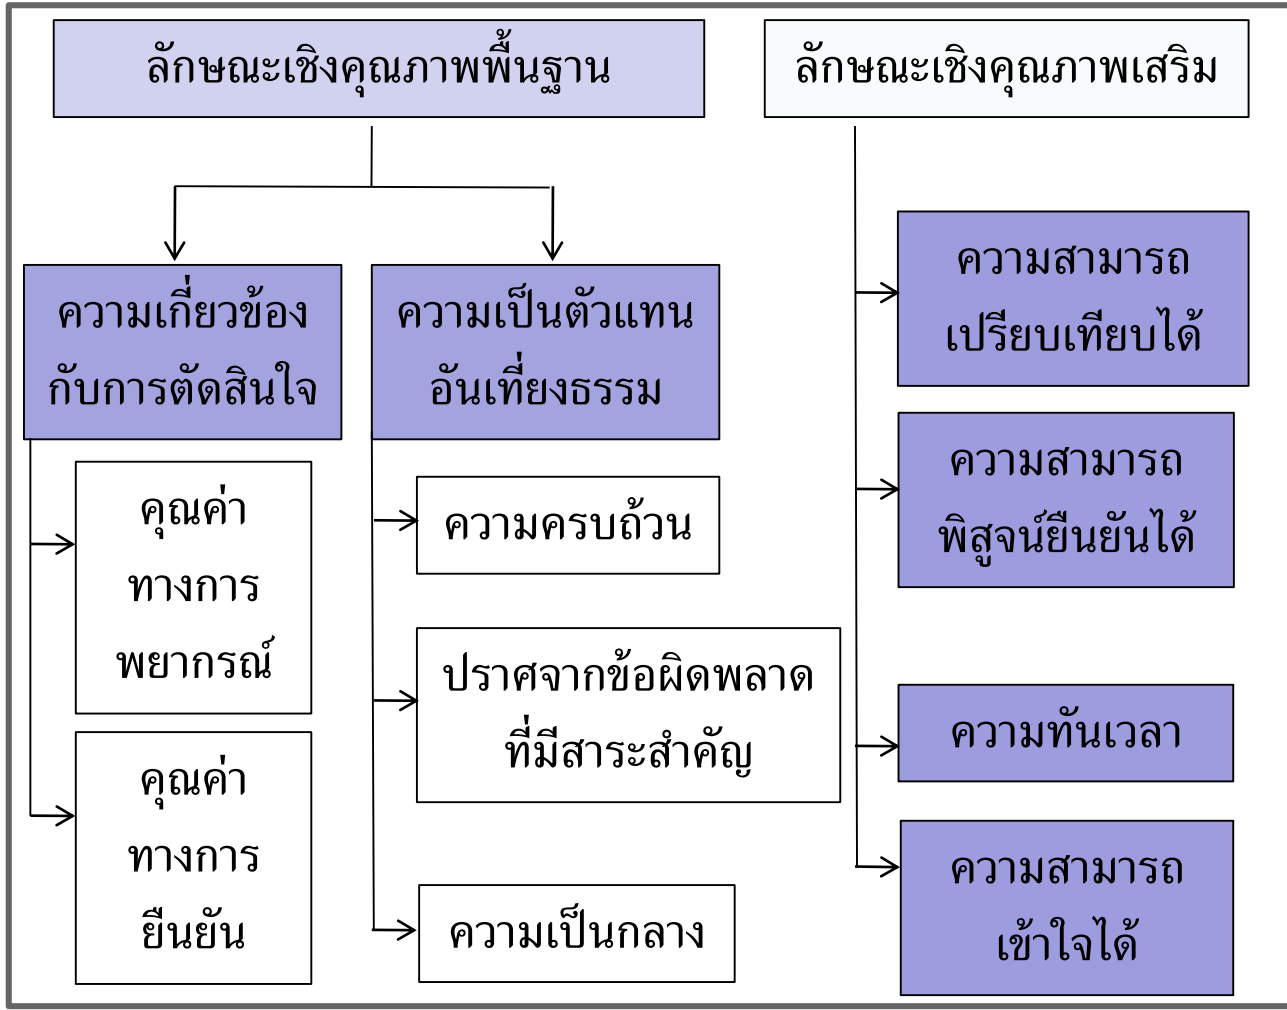 ลักษณะเชิงคุณภาพพื้นฐาน
ความเกี่ยวข้อง
กับการตัดสินใจ
คุณค่า
ทางการ
พยากรณ์
คุณค่า
ทางการ
ยืนยัน
ความเป็นตัวแทน
อันเที่ยงธรรม
ความครบถ้วน
ปราศจากข้อผิดพลาด
ที่มีสาระสำคัญ
ความเป็นกลาง
ลักษณะเชิงคุณภาพเสริม
ความสามารถ
เปรียบเทียบได้
ความสามารถ
พิสูจน์ยืนยันได้
ความทันเวลา
ความสามารถ
เข้าใจได้